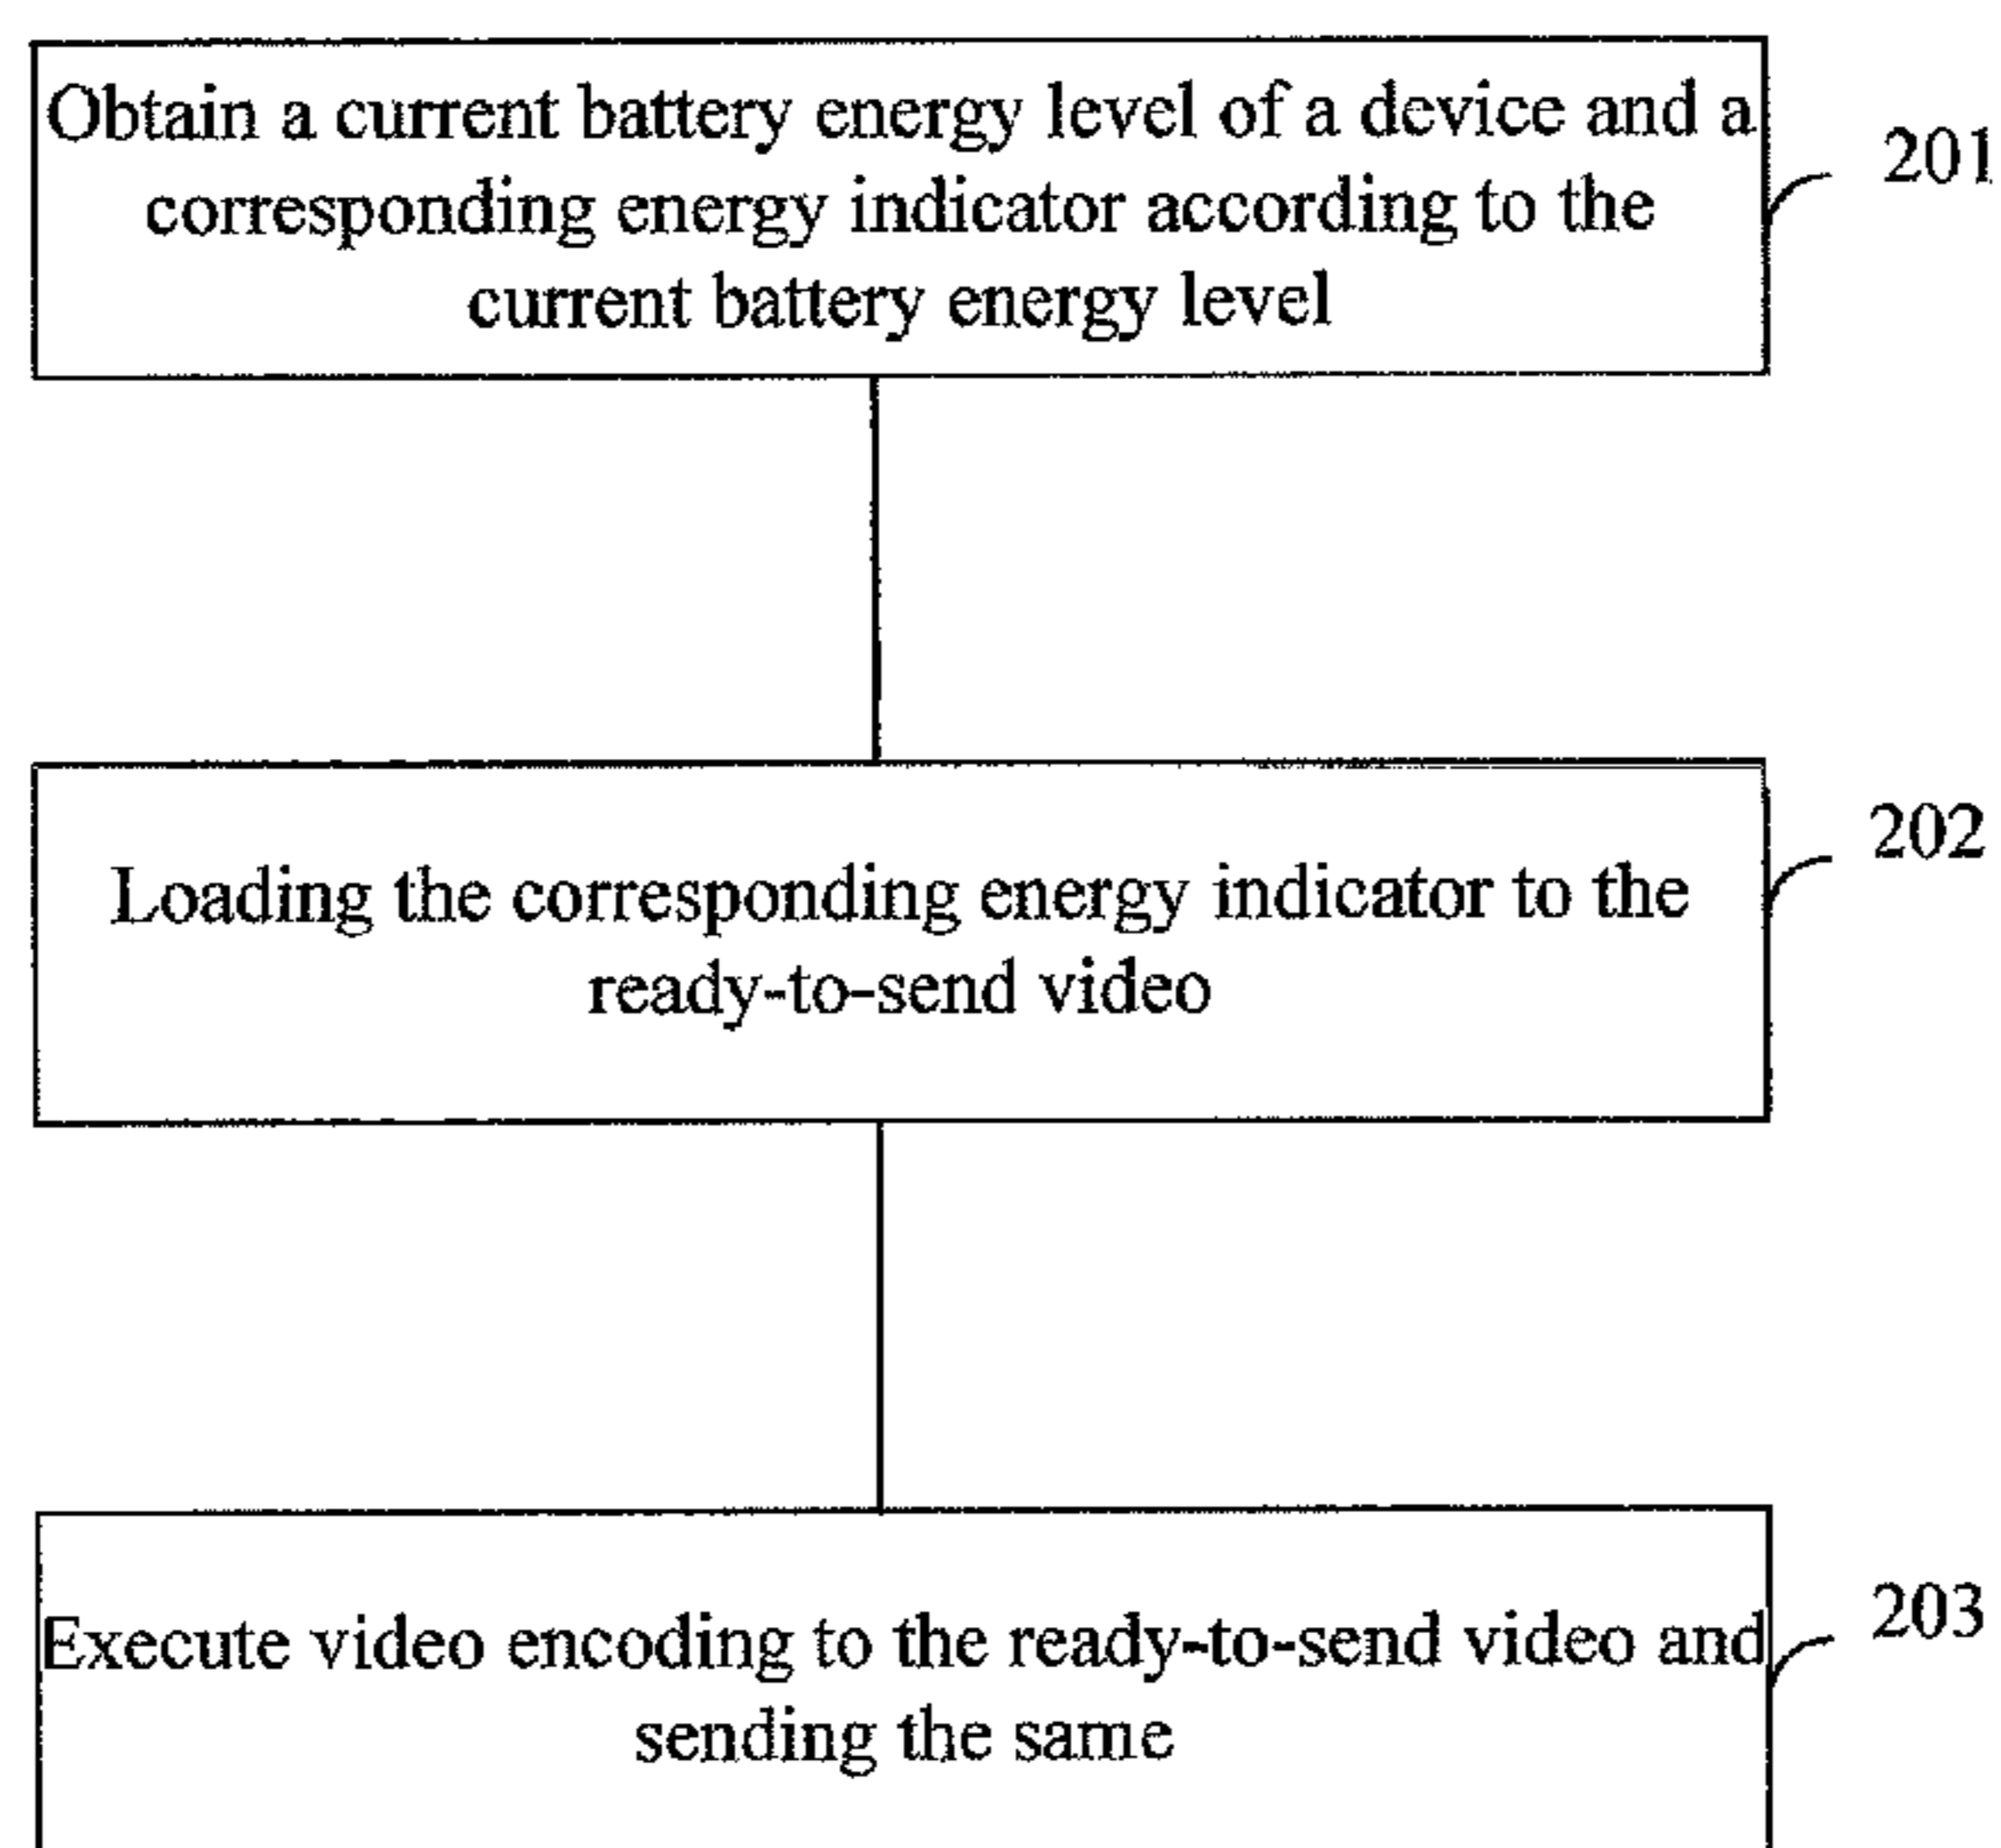 Obtain a current battery energy level of a device and a
corresponding energy indicator according to the
current battery energy level
201
Loading the corresponding energy indicator to the
ready-to-send video
202
Execute video encoding to the ready-to-send video and
sending the same
203